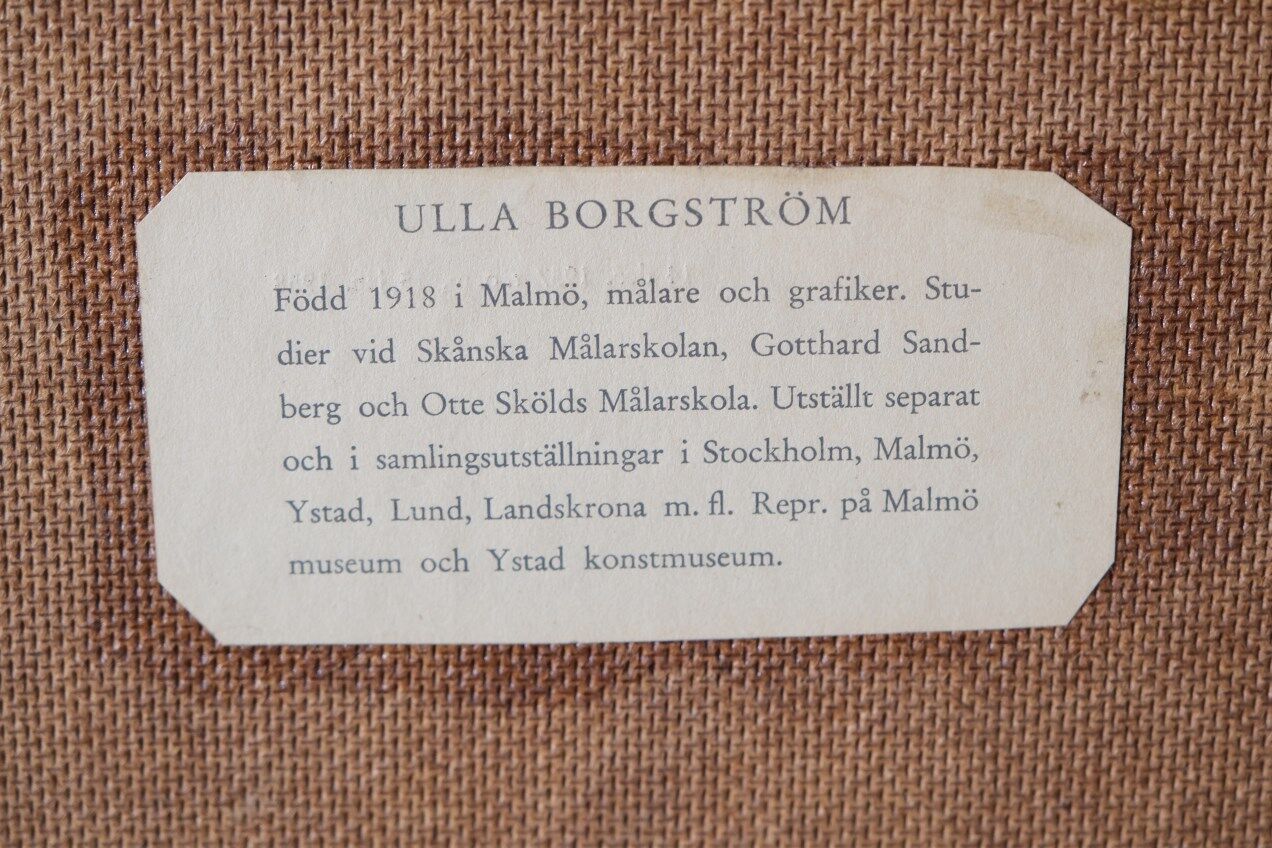 ULLA BORGSTRÖM
Född 1918 i Malmö, målare och grafiker. Stu-
dier vid Skånska Målarskolan, Gotthard Sand-
berg och Otte Skölds Målarskola. Utställt separat
och i samlingsutställningar i Stockholm, Malmö,
Ystad, Lund, Landskrona m. fl. Repr. på Malmö
museum och Ystad konstmuseum.